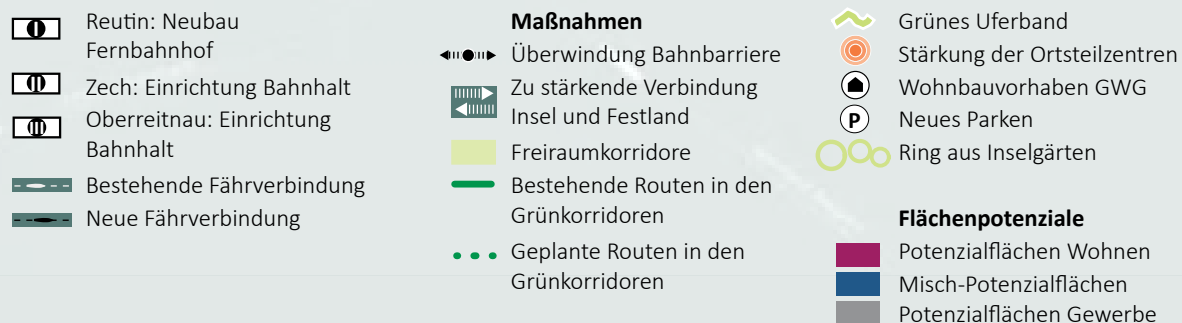 Reutin: Neubau
Fernbahnhof
Zech: Einrichtung Bahnhalt
Oberreitnau: Einrichtung
Bahnhalt
Bestehende Fährverbindung
Neue Fährverbindung
Maßnahmen
Überwindung Bahnbarriere
Zu stärkende Verbindung
Insel und Festland
Freiraumkorridore
Bestehende Routen in den
Grünkorridoren
Geplante Routen in den
Grünkorridoren
Grünes Uferband
Stärkung der Ortsteilzentren
Wohnbauvorhaben GWG
P Neues Parken
Ring aus Inselgärten
Flächenpotenziale
Potenzialflächen Wohnen
Misch-Potenzialflächen
Potenzialflächen Gewerbe